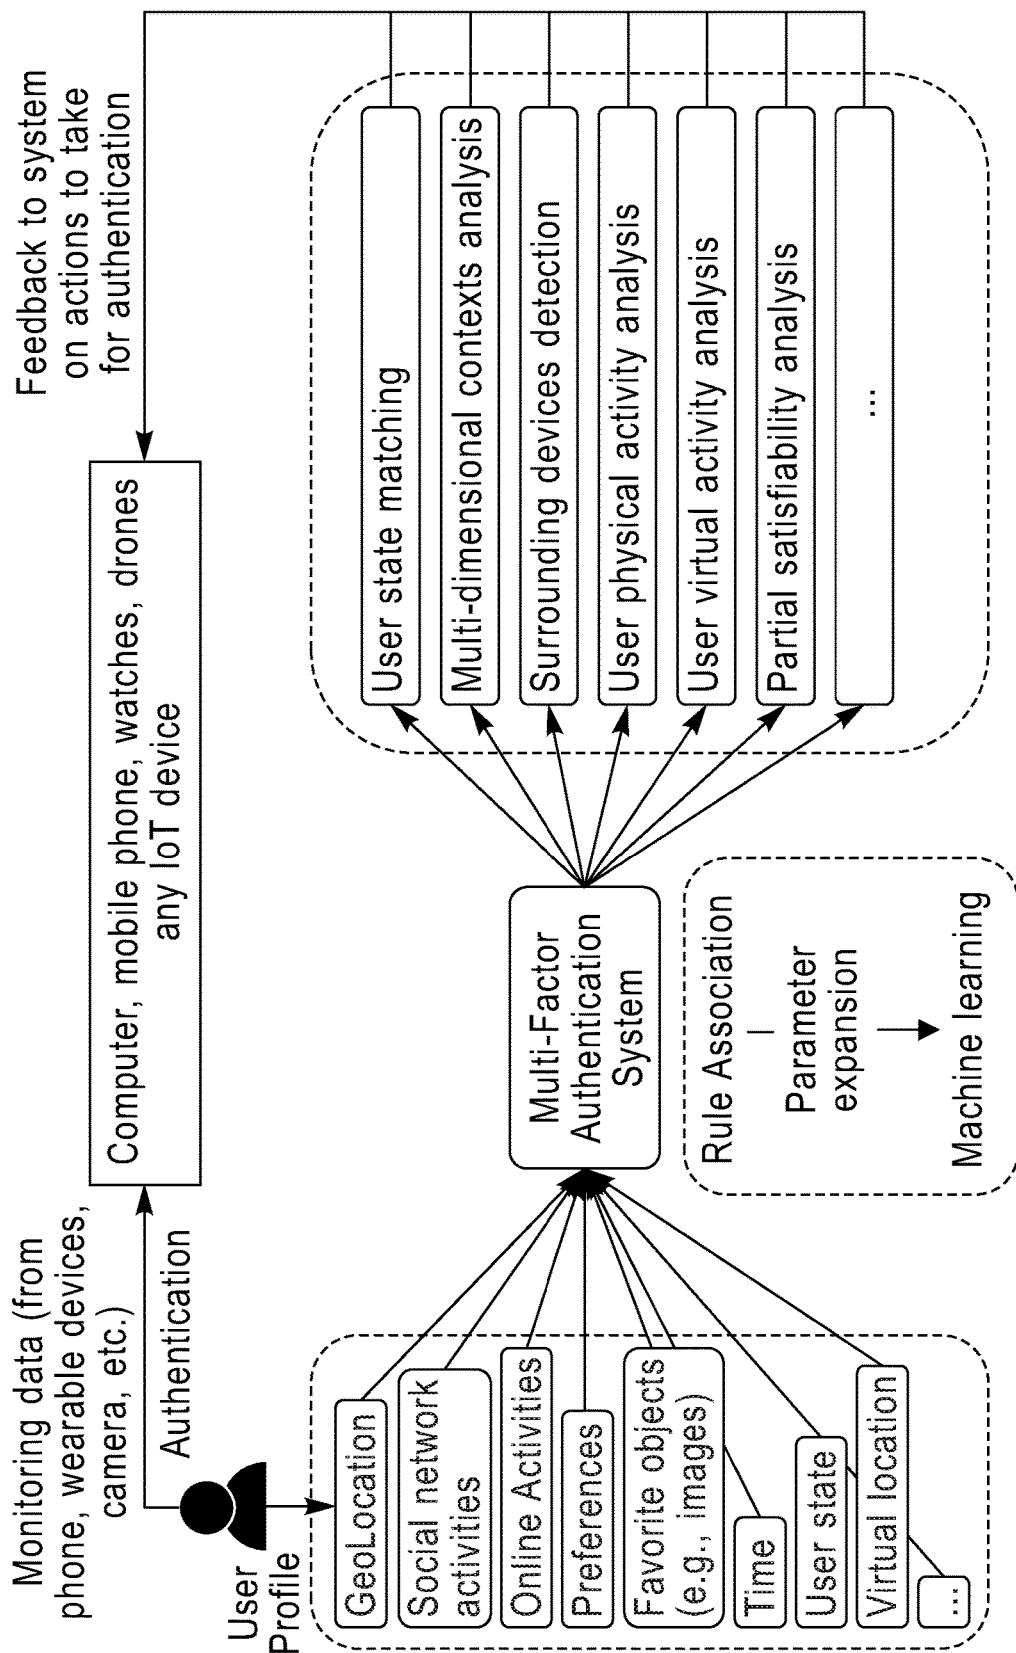 Monitoring data (from
phone, wearable devices,
camera, etc.)
Authentication
User
Profile
Computer, mobile phone, watches, drones
any IoT device
Feedback to system
on actions to take
for authentication
GeoLocation
Social network
activities
Online Activities
Preferences
Favorite objects
(e.g., images)
Time
User state
Virtual location
...
Multi-Factor
Authentication
System
Rule Association
Parameter
expansion
Machine learning
User state matching
Multi-dimensional contexts analysis
Surrounding devices detection
User physical activity analysis
User virtual activity analysis
Partial satisfiability analysis
...